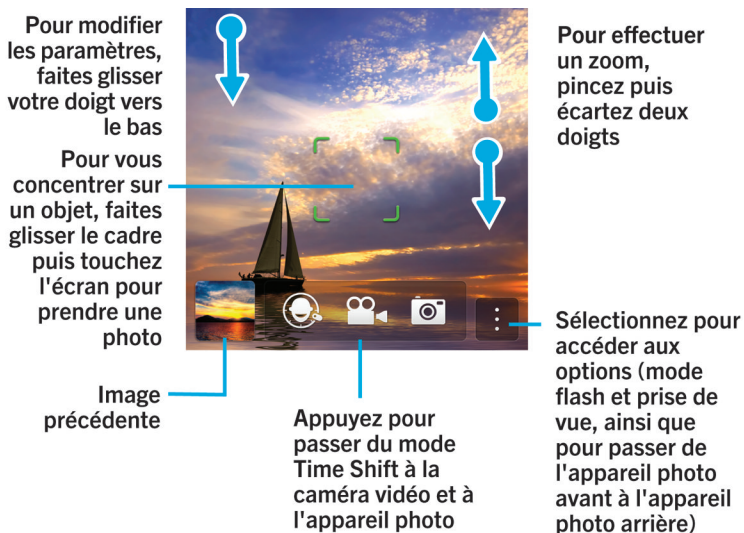 Pour modifier
les paramètres,
faites glisser
votre doigt vers
le bas
Pour vous
concentrer sur
un objet, faites
glisser le cadre
puis touchez
l'écran pour
prendre une
photo
Image
précédente
Appuyez pour
passer du mode
Time Shift à la
caméra vidéo et à
l'appareil photo
Pour effectuer
un zoom,
pincez puis
écartez deux
doigts
Sélectionnez pour
accéder aux
options (mode
flash et prise de
vue, ainsi que
pour passer de
l'appareil photo
avant à l'appareil
photo arrière)